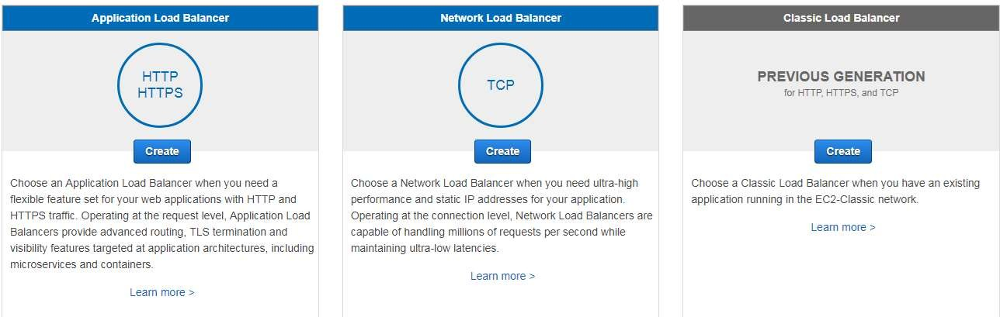 Application Load Balancer
HTTP
HTTPS
Create
Choose an Application Load Balancer when you need a
flexible feature set for your web applications with HTTP and
HTTPS traffic. Operating at the request level, Application Load
Balancers provide advanced routing, TLS termination and
visibility features targeted at application architectures, including
microservices and containers.
Learn more >
Network Load Balancer
TCP
Create
Choose a Network Load Balancer when you need ultra-high
performance and static IP addresses for your application.
Operating at the connection level, Network Load Balancers are
capable of handling millions of requests per second while
maintaining ultra-low latencies.
Learn more >
Classic Load Balancer
PREVIOUS GENERATION
for HTTP, HTTPS, and TCP
Create
Choose a Classic Load Balancer when you have an existing
application running in the EC2-Classic network.
Learn more >